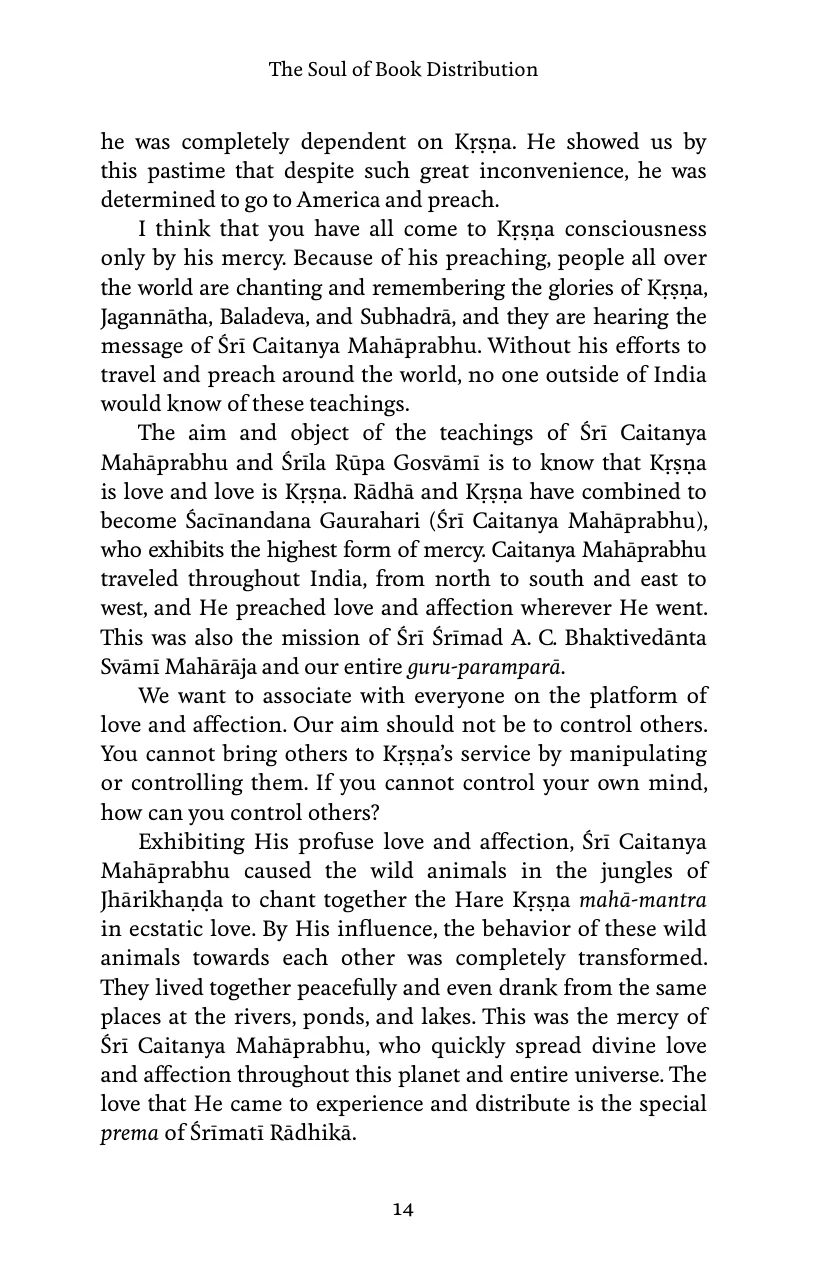 The Soul of Book Distribution
he was completely dependent on Kṛṣṇa. He showed us by
this pastime that despite such great inconvenience, he was
determined to go to America and preach.
I think that you have all come to Kṛṣṇa consciousness
only by his mercy. Because of his preaching, people all over
the world are chanting and remembering the glories of Kṛṣṇa,
Jagannātha, Baladeva, and Subhadrā, and they are hearing the
message of Śrī Caitanya Mahāprabhu. Without his efforts to
travel and preach around the world, no one outside of India
would know of these teachings.
The aim and object of the teachings of Śrī Caitanya
Mahāprabhu and Śrīla Rūpa Gosvāmī is to know that Kṛṣṇa
is love and love is Kṛṣṇa. Rādhā and Kṛṣṇa have combined to
become Śacīnandana Gaurahari (Śrī Caitanya Mahāprabhu),
who exhibits the highest form of mercy. Caitanya Mahāprabhu
traveled throughout India, from north to south and east to
west, and He preached love and affection wherever He went.
This was also the mission of Śrī Śrīmad A. C. Bhaktivedānta
Svāmī Mahārāja and our entire guru-paramparā.
We want to associate with everyone on the platform of
love and affection. Our aim should not be to control others.
You cannot bring others to Kṛṣṇa’s service by manipulating
or controlling them. If you cannot control your own mind,
how can you control others?
Exhibiting His profuse love and affection, Śrī Caitanya
Mahāprabhu caused the wild animals in the jungles of
Jhārikhaṇḍa to chant together the Hare Kṛṣṇa mahā-mantra
in ecstatic love. By His influence, the behavior of these wild
animals towards each other was completely transformed.
They lived together peacefully and even drank from the same
places at the rivers, ponds, and lakes. This was the mercy of
Śrī Caitanya Mahāprabhu, who quickly spread divine love
and affection throughout this planet and entire universe. The
love that He came to experience and distribute is the special
prema of Śrīmatī Rādhikā.
14